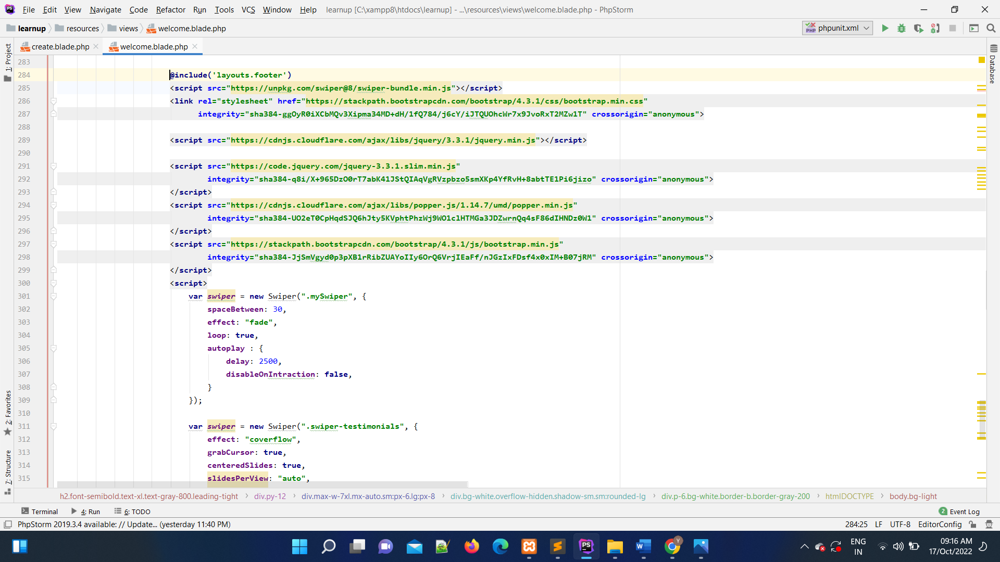 File Edit View Navigate Code Refactor Run Tools VCS Window Help learnup [C:\xampp8\htdocs\learnup] - ...\resources\views\welcome.blade.php - PhpStorm
learnup resources views welcome.blade.php phpunit.xml
create.blade.php welcome.blade.php
1: Project
2: Favorites
7: Structure
Database
283
284 @include('layouts.footer')
285 <script src="https://unpkg.com/swiper@8/swiper-bundle.min.js"></script>
286 <link rel="stylesheet" href="https://stackpath.bootstrapcdn.com/bootstrap/4.3.1/css/bootstrap.min.css"
287 integrity="sha384-ggOyR0iXCbMQv3Xipma34MD+dH/1fQ784/j6cY/iJTQUOhcWr7x9JvoRxT2MZw1T" crossorigin="anonymous">
288
289 <script src="https://cdnjs.cloudflare.com/ajax/libs/jquery/3.3.1/jquery.min.js"></script>
290
291 <script src="https://code.jquery.com/jquery-3.3.1.slim.min.js"
292 integrity="sha384-q8i/X+965DzO0rT7abK41JStQIAqVgRVzpbzo5smXKp4YfRvH+8abtTE1Pi6jizo" crossorigin="anonymous">
293 </script>
294 <script src="https://cdnjs.cloudflare.com/ajax/libs/popper.js/1.14.7/umd/popper.min.js"
295 integrity="sha384-UO2eT0CpHqdSJQ6hJty5KVphtPhzWj9WO1clHTMGa3JDZwrnQq4sF86dIHNDz0W1" crossorigin="anonymous">
296 </script>
297 <script src="https://stackpath.bootstrapcdn.com/bootstrap/4.3.1/js/bootstrap.min.js"
298 integrity="sha384-JjSmVgyd0p3pXB1rRibZUAYoIIy6OrQ6VrjIEaFf/nJGzIxFDsf4x0xIM+B07jRM" crossorigin="anonymous">
299 </script>
300 <script>
301 var swiper = new Swiper(".mySwiper", {
302 spaceBetween: 30,
303 effect: "fade",
304 loop: true,
305 autoplay : {
306 delay: 2500,
307 disableOnIntraction: false,
308 }
309 });
310
311 var swiper = new Swiper(".swiper-testimonials", {
312 effect: "coverflow",
313 grabCursor: true,
314 centeredSlides: true,
315 slidesPerView: "auto",
h2.font-semibold.text-xl.text-gray-800.leading-tight div.py-12 div.max-w-7xl.mx-auto.sm:px-6.lg:px-8 div.bg-white.overflow-hidden.shadow-sm.sm:rounded-lg div.p-6.bg-white.border-b.border-gray-200 htmlDOCTYPE body.bg-light
Terminal 4: Run 6: TODO 2 Event Log
PhpStorm 2019.3.4 available: // Update... (yesterday 11:40 PM) 284:25 LF UTF-8 EditorConfig
ENG IN 09:16 AM
17/Oct/2022